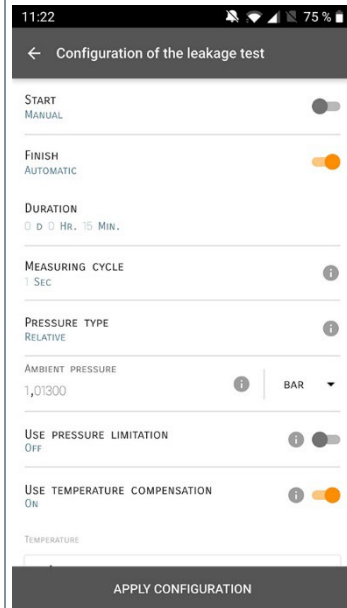 11:22 75 %
Configuration of the leakage test
START
MANUAL
FINISH
AUTOMATIC
DURATION
0 D 0 HR. 15 MIN.
MEASURING CYCLE
1 SEC
PRESSURE TYPE
RELATIVE
AMBIENT PRESSURE
1,01300 BAR
USE PRESSURE LIMITATION
OFF
USE TEMPERATURE COMPENSATION
ON
TEMPERATURE
APPLY CONFIGURATION